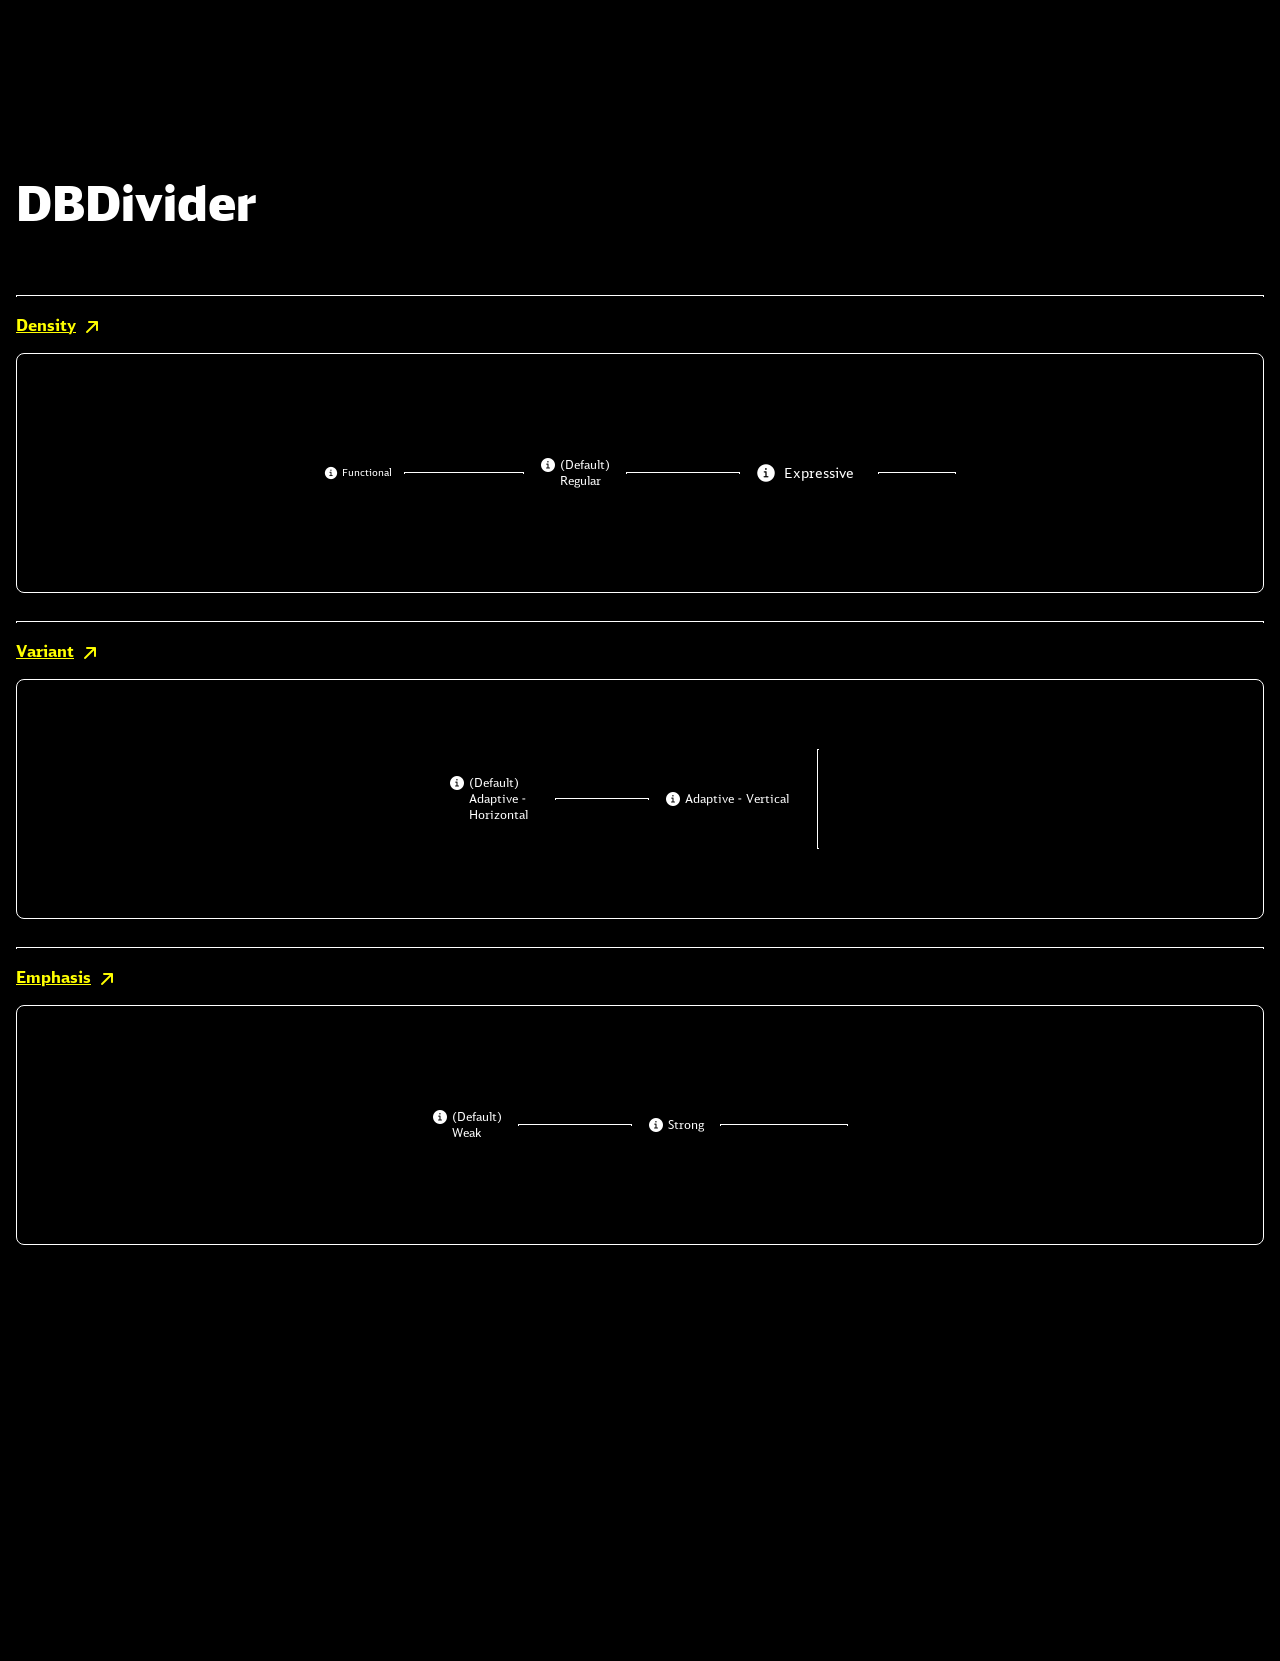 DBDivider
Density
Functional
(Default)
Regular
Expressive
Variant
(Default)
Adaptive -
Horizontal
Adaptive - Vertical
Emphasis
(Default)
Weak
Strong